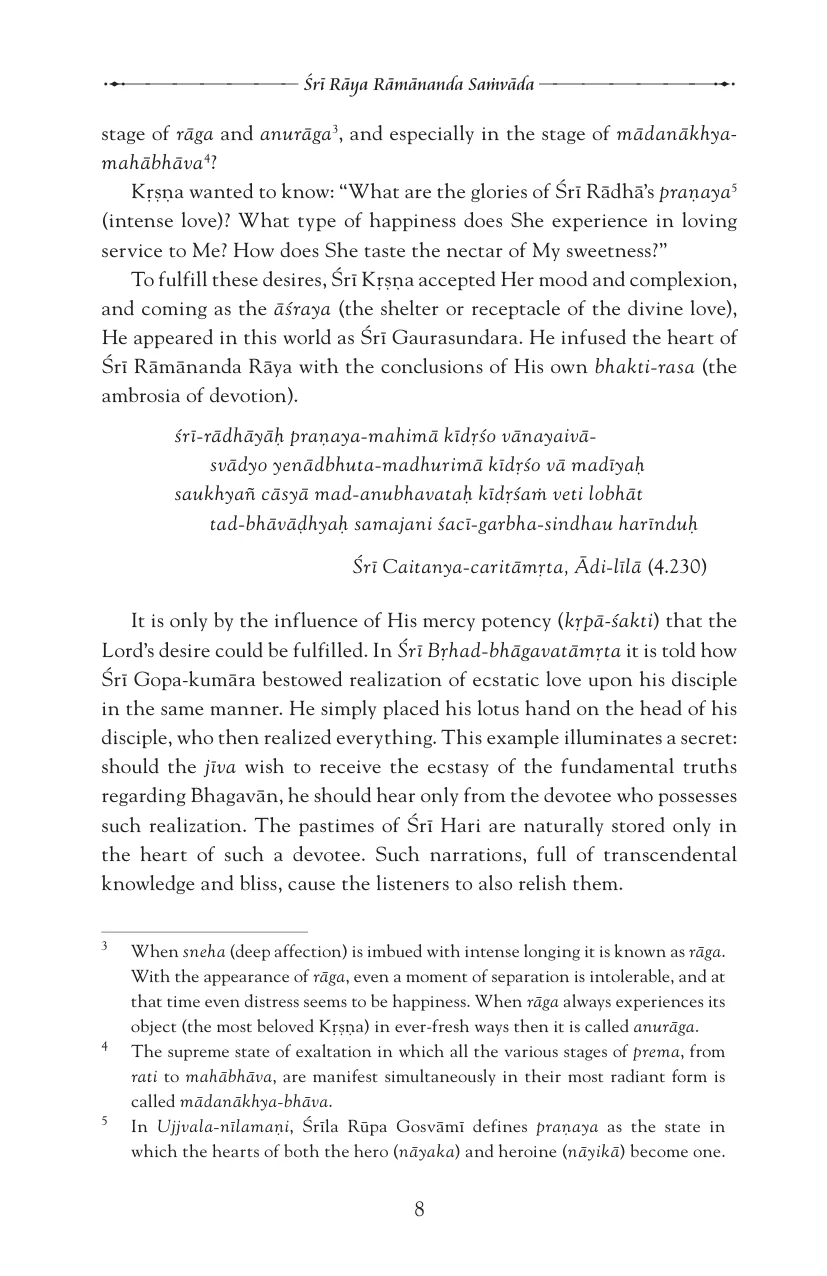 Śrī Rāya Rāmānanda Saṁvāda
stage of rāga and anurāga³, and especially in the stage of mādanākhya-
mahābhāva⁴?
Kṛṣṇa wanted to know: “What are the glories of Śrī Rādhā’s praṇaya⁵
(intense love)? What type of happiness does She experience in loving
service to Me? How does She taste the nectar of My sweetness?”
To fulfill these desires, Śrī Kṛṣṇa accepted Her mood and complexion,
and coming as the āśraya (the shelter or receptacle of the divine love),
He appeared in this world as Śrī Gaurasundara. He infused the heart of
Śrī Rāmānanda Rāya with the conclusions of His own bhakti-rasa (the
ambrosia of devotion).
śrī-rādhāyāḥ praṇaya-mahimā kīdṛśo vānayaivā-
svādyo yenādbhuta-madhurimā kīdṛśo vā madīyaḥ
saukhyañ cāsyā mad-anubhavataḥ kīdṛśaṁ veti lobhāt
tad-bhāvāḍhyaḥ samajani śacī-garbha-sindhau harīnduḥ
Śrī Caitanya-caritāmṛta, Ādi-līlā (4.230)
It is only by the influence of His mercy potency (kṛpā-śakti) that the
Lord’s desire could be fulfilled. In Śrī Bṛhad-bhāgavatāmṛta it is told how
Śrī Gopa-kumāra bestowed realization of ecstatic love upon his disciple
in the same manner. He simply placed his lotus hand on the head of his
disciple, who then realized everything. This example illuminates a secret:
should the jīva wish to receive the ecstasy of the fundamental truths
regarding Bhagavān, he should hear only from the devotee who possesses
such realization. The pastimes of Śrī Hari are naturally stored only in
the heart of such a devotee. Such narrations, full of transcendental
knowledge and bliss, cause the listeners to also relish them.
3 When sneha (deep affection) is imbued with intense longing it is known as rāga.
With the appearance of rāga, even a moment of separation is intolerable, and at
that time even distress seems to be happiness. When rāga always experiences its
object (the most beloved Kṛṣṇa) in ever-fresh ways then it is called anurāga.
4 The supreme state of exaltation in which all the various stages of prema, from
rati to mahābhāva, are manifest simultaneously in their most radiant form is
called mādanākhya-bhāva.
5 In Ujjvala-nīlamaṇi, Śrīla Rūpa Gosvāmī defines praṇaya as the state in
which the hearts of both the hero (nāyaka) and heroine (nāyikā) become one.
8